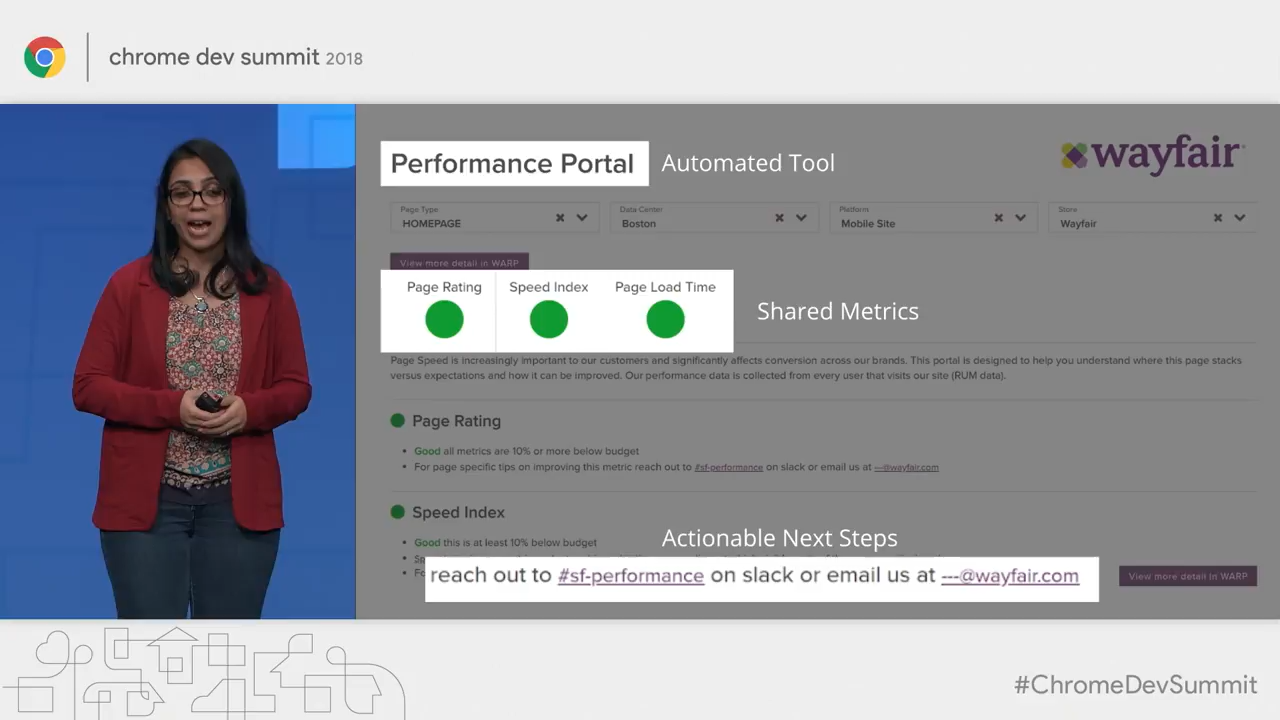 chrome dev summit 2018
Performance Portal
Automated Tool
wayfair
Page Type
HOMEPAGE
Data Center
Boston
Platform
Mobile Site
Store
Wayfair
View more detail in WARP
Page Rating
Speed Index
Page Load Time
Shared Metrics
Page Speed is increasingly important to our customers and significantly affects conversion across our brands. This portal is designed to help you understand where this page stacks
versus expectations and how it can be improved. Our performance data is collected from every user that visits our site (RUM data).
Page Rating
Good all metrics are 10% or more below budget
For page specific tips on improving this metric reach out to #sf-performance on slack or email us at ---@wayfair.com
Speed Index
Good this is at least 10% below budget
Actionable Next Steps
reach out to #sf-performance on slack or email us at ---@wayfair.com
View more detail in WARP
#ChromeDevSummit